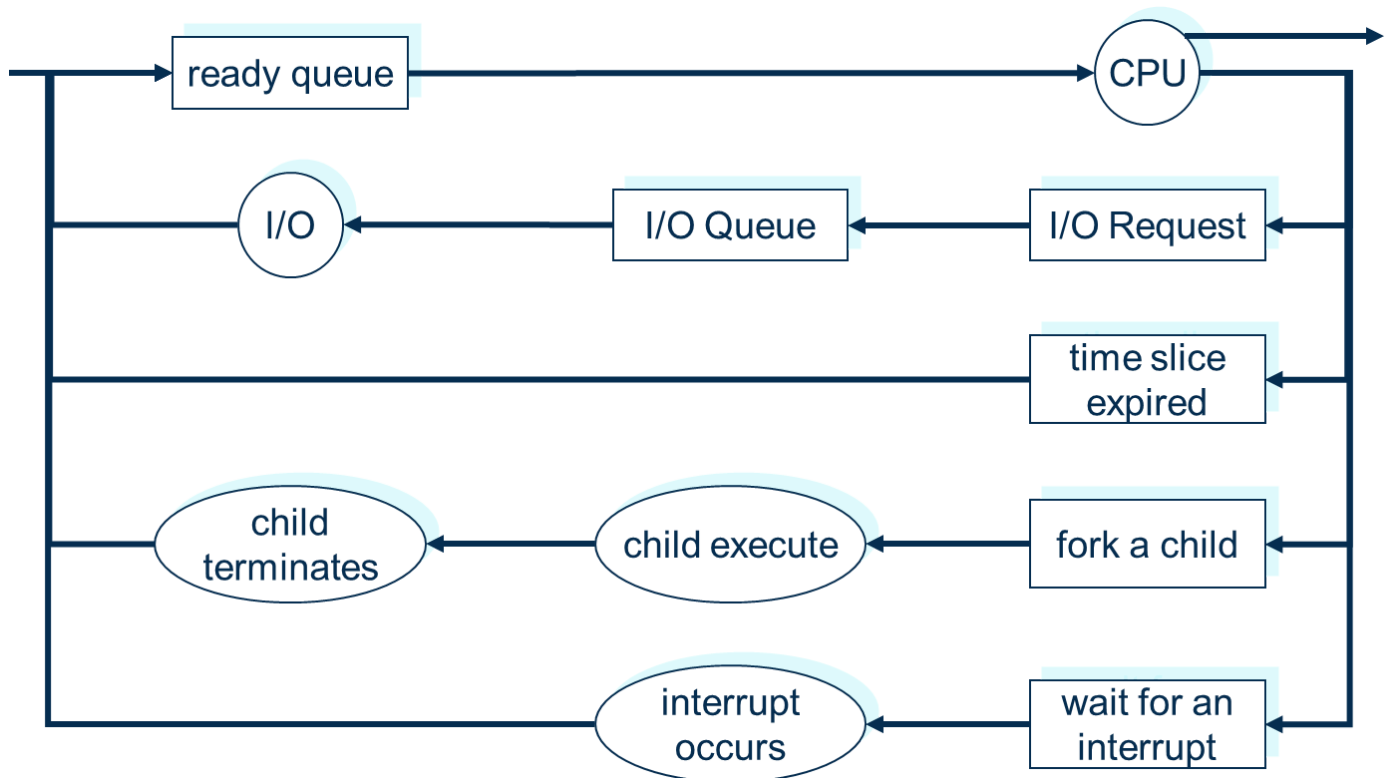 ready queue
CPU
I/O
I/O Queue
I/O Request
time slice
expired
child
terminates
child execute
fork a child
interrupt
occurs
wait for an
interrupt